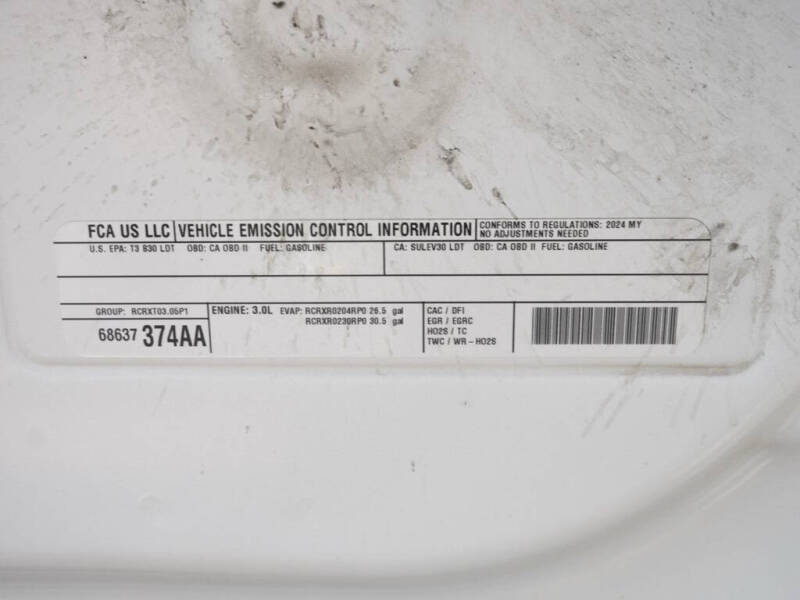 FCA US LLC VEHICLE EMISSION CONTROL INFORMATION CONFORMS TO REGULATIONS: 2024 MY
NO ADJUSTMENTS NEEDED
U.S. EPA: T3 B30 LDT OBD: CA OBD II FUEL: GASOLINE CA: SULEV30 LDT OBD: CA OBD II FUEL: GASOLINE
GROUP: RCRXT03.05P1
68637 374AA
ENGINE: 3.0L EVAP: RCRXR0204RP0 26.5 gal
RCRXR0230RP0 30.5 gal
CAC / DFI
EGR / EGRC
HO2S / TC
TWC / WR - HO2S